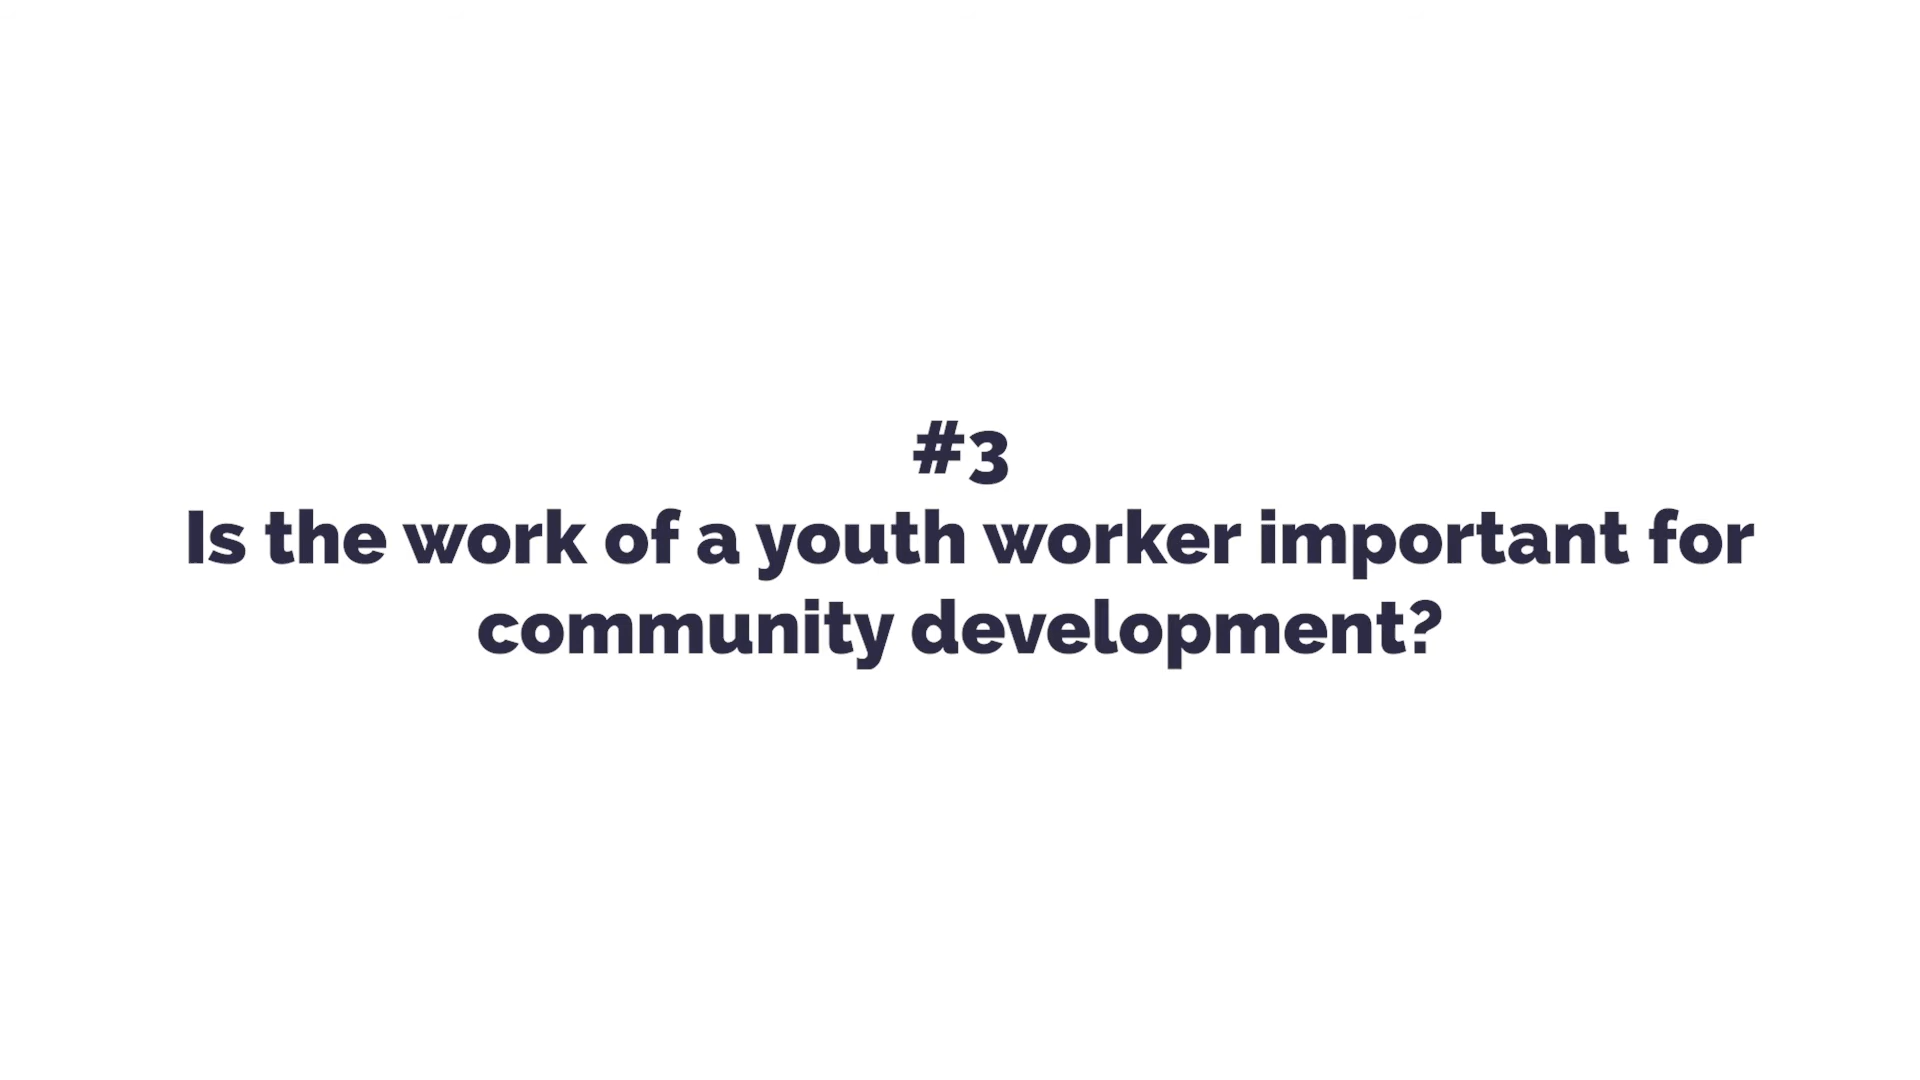 #3
Is the work of a youth worker important for
community development?